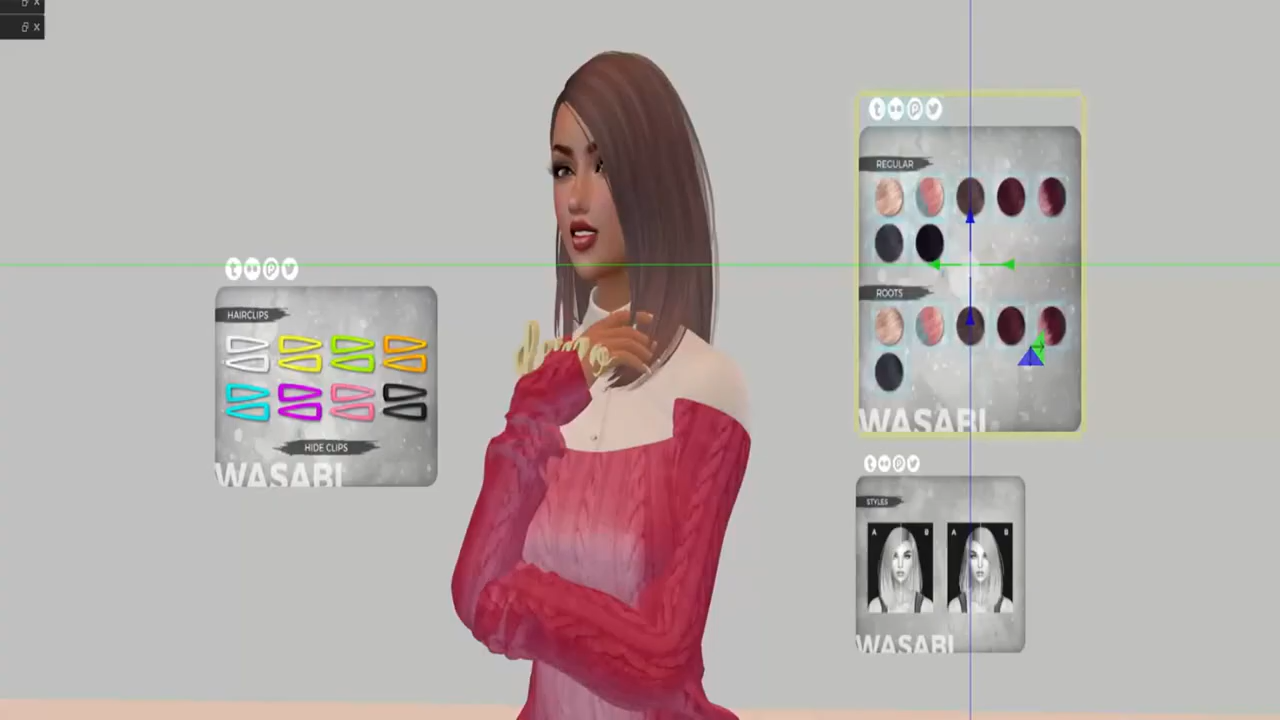 REGULAR
ROOTS
WASABI
HAIRCLIPS
HIDE CLIPS
WASABI
STYLES
A B A B
WASABI